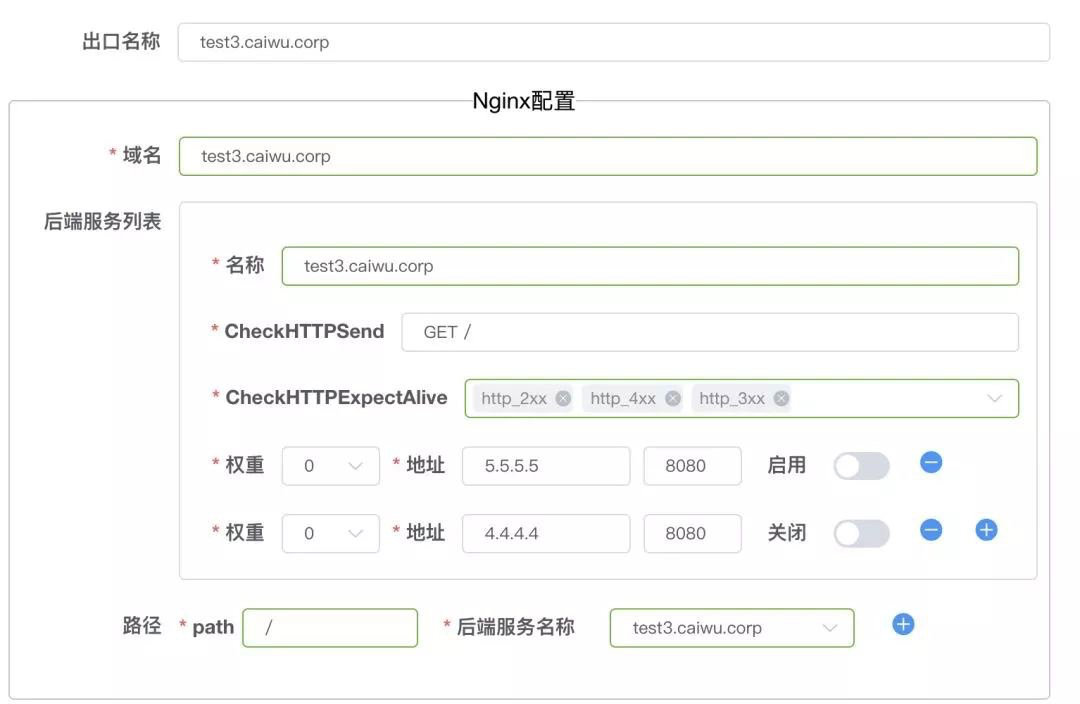 出口名称 test3.caiwu.corp
Nginx配置
* 域名 test3.caiwu.corp
后端服务列表
* 名称 test3.caiwu.corp
* CheckHTTPSend GET /
* CheckHTTPExpectAlive http_2xx http_4xx http_3xx
* 权重 0 * 地址 5.5.5.5 8080 启用
* 权重 0 * 地址 4.4.4.4 8080 关闭
路径 * path / * 后端服务名称 test3.caiwu.corp